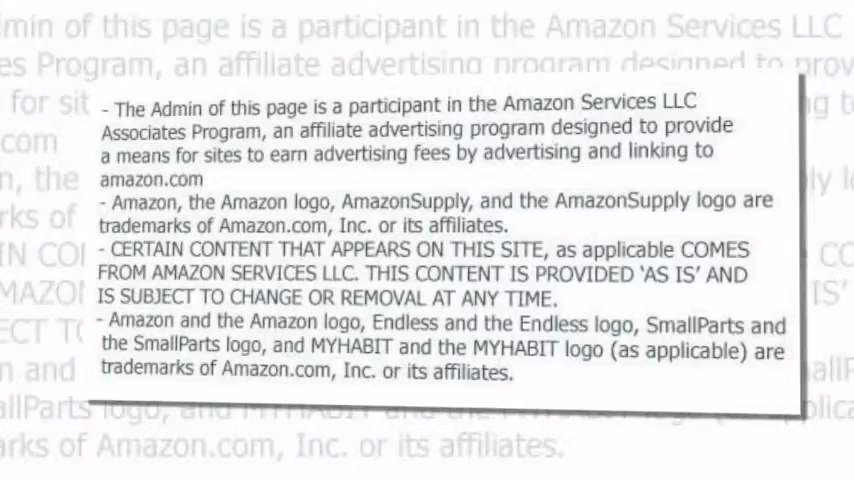 - The Admin of this page is a participant in the Amazon Services LLC
Associates Program, an affiliate advertising program designed to provide
a means for sites to earn advertising fees by advertising and linking to
amazon.com
- Amazon, the Amazon logo, AmazonSupply, and the AmazonSupply logo are
trademarks of Amazon.com, Inc. or its affiliates.
- CERTAIN CONTENT THAT APPEARS ON THIS SITE, as applicable COMES
FROM AMAZON SERVICES LLC. THIS CONTENT IS PROVIDED ‘AS IS’ AND
IS SUBJECT TO CHANGE OR REMOVAL AT ANY TIME.
- Amazon and the Amazon logo, Endless and the Endless logo, SmallParts and
the SmallParts logo, and MYHABIT and the MYHABIT logo (as applicable) are
trademarks of Amazon.com, Inc. or its affiliates.